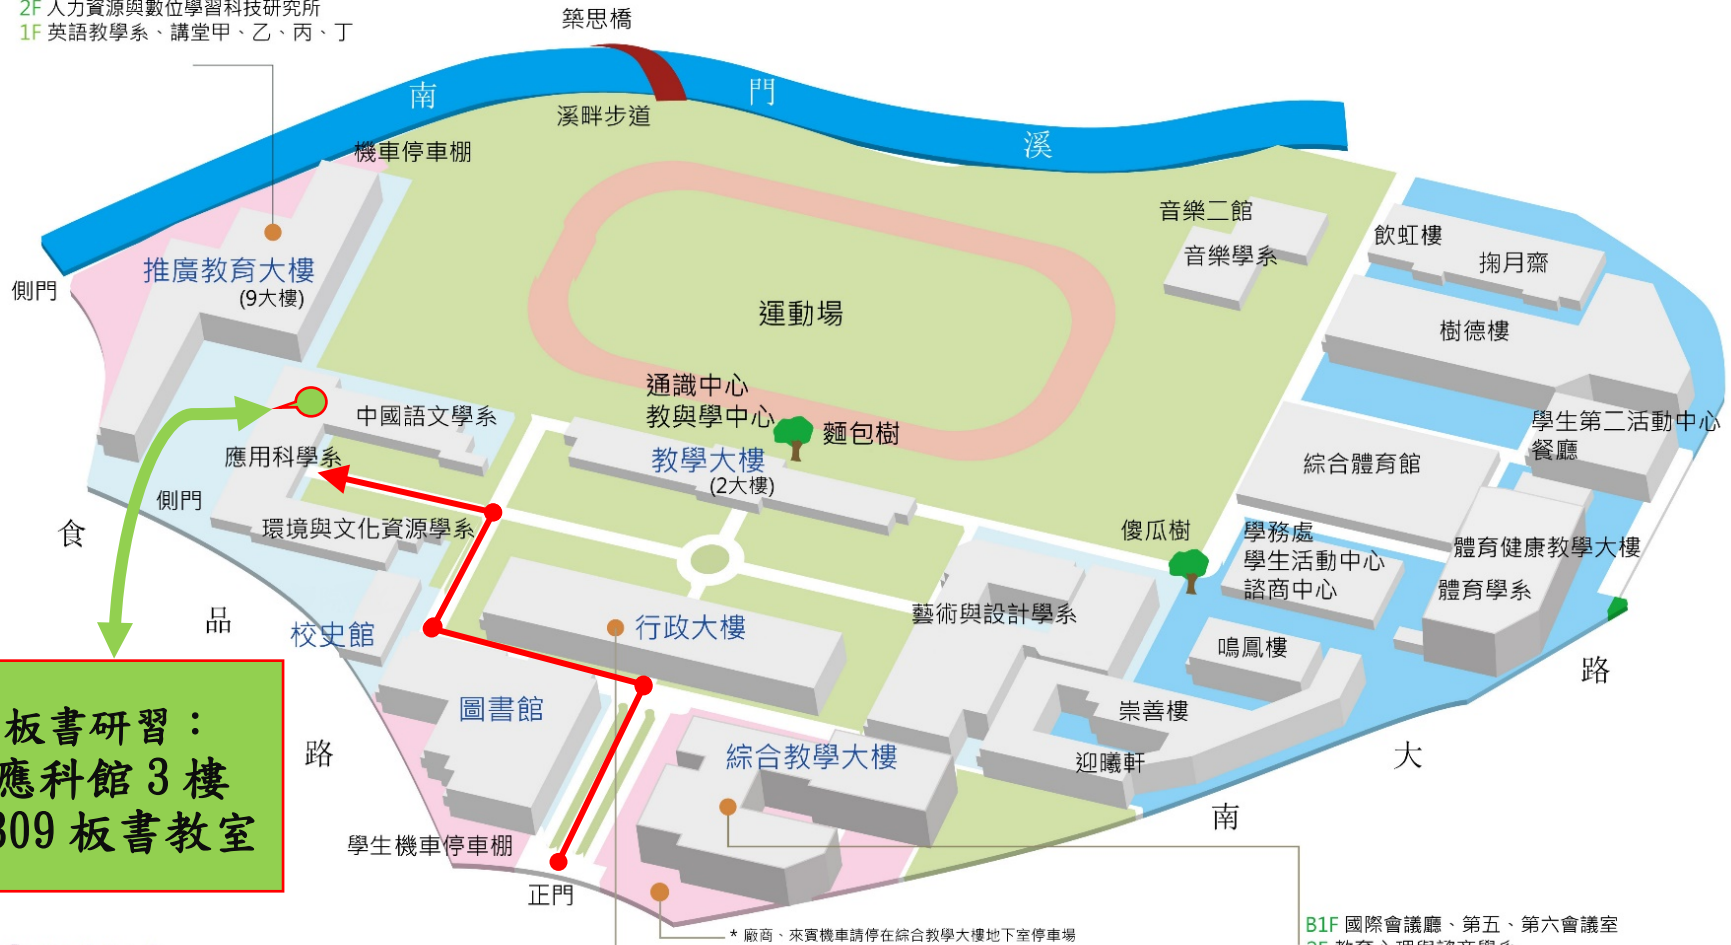 2F 人力資源與數位學習科技研究所
1F 英語教學系、講堂甲、乙、丙、丁
築思橋
南
門
溪
溪畔步道
機車停車棚
側門
推廣教育大樓
(9大樓)
音樂二館
音樂學系
飲虹樓
掬月齋
樹德樓
運動場
通識中心
教與學中心
麵包樹
教學大樓
(2大樓)
中國語文學系
應用科學系
側門
環境與文化資源學系
學生第二活動中心
餐廳
綜合體育館
傻瓜樹
學務處
學生活動中心
諮商中心
體育健康教學大樓
體育學系
食
品
路
校史館
行政大樓
藝術與設計學系
鳴鳳樓
圖書館
崇善樓
迎曦軒
綜合教學大樓
南
大
路
板書研習：
應科館 3 樓
309 板書教室
學生機車停車棚
正門
* 廠商、來賓機車請停在綜合教學大樓地下室停車場
B1F 國際會議廳、第五、第六會議室